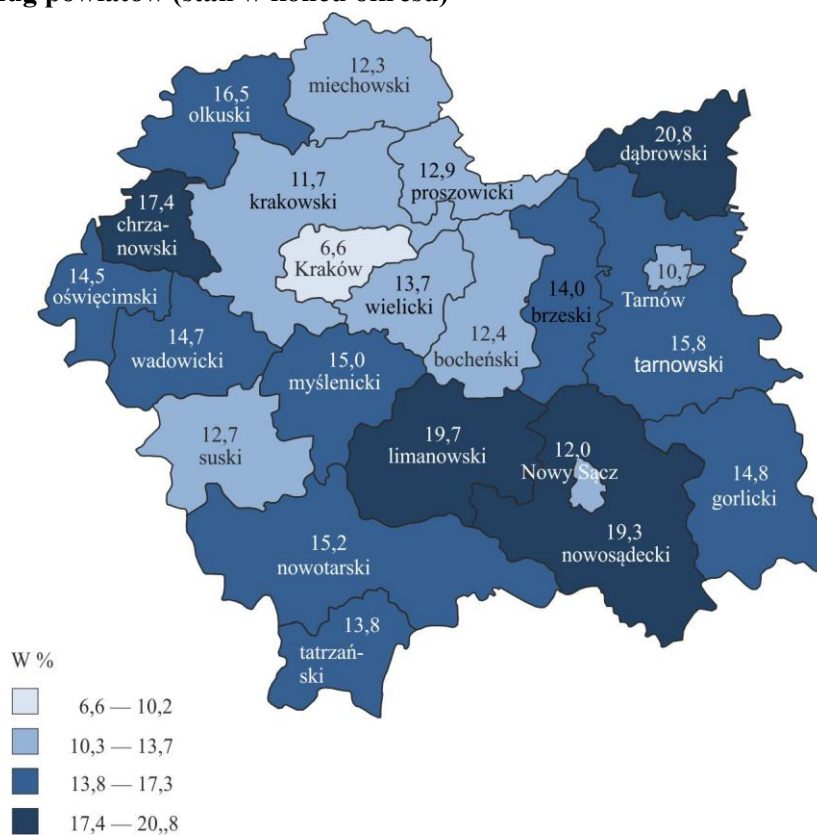 ług powiatów (stan w końcu okresu)
12,3
miechowski
16,5
olkuski
20,8
dąbrowski
12,9
proszowicki
11,7
krakowski
17,4
chrza-
nowski
6,6
Kraków
10,7
Tarnów
14,5
oświęcimski
13,7
wielicki
14,0
brzeski
14,7
wadowicki
12,4
bocheński
15,8
tarnowski
15,0
myślenicki
12,7
suski
19,7
limanowski
12,0
Nowy Sącz
14,8
gorlicki
19,3
nowosądecki
15,2
nowotarski
13,8
tatrzań-
ski
W %
6,6 — 10,2
10,3 — 13,7
13,8 — 17,3
17,4 — 20,,8